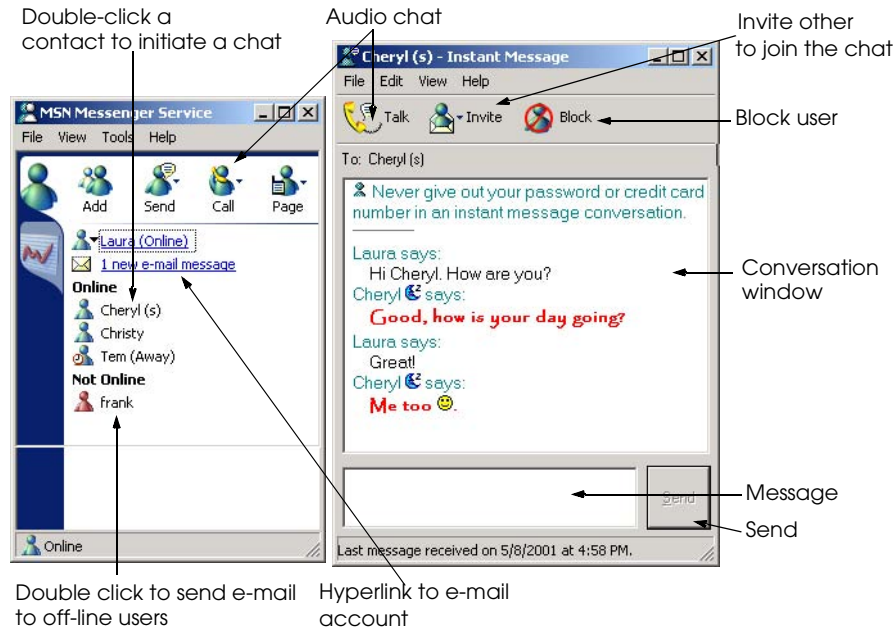 Double-click a
contact to initiate a chat
Audio chat
Invite other
to join the chat
Block user
Conversation
window
Message
Send
Double click to send e-mail
to off-line users
Hyperlink to e-mail
account
MSN Messenger Service
File View Tools Help
Add Send Call Page
Laura (Online)
1 new e-mail message
Online
Cheryl (s)
Christy
Tem (Away)
Not Online
frank
Online
Cheryl (s) - Instant Message
File Edit View Help
Talk Invite Block
To: Cheryl (s)
Never give out your password or credit card
number in an instant message conversation.
Laura says:
Hi Cheryl. How are you?
Cheryl says:
Good, how is your day going?
Laura says:
Great!
Cheryl says:
Me too .
Send
Last message received on 5/8/2001 at 4:58 PM.